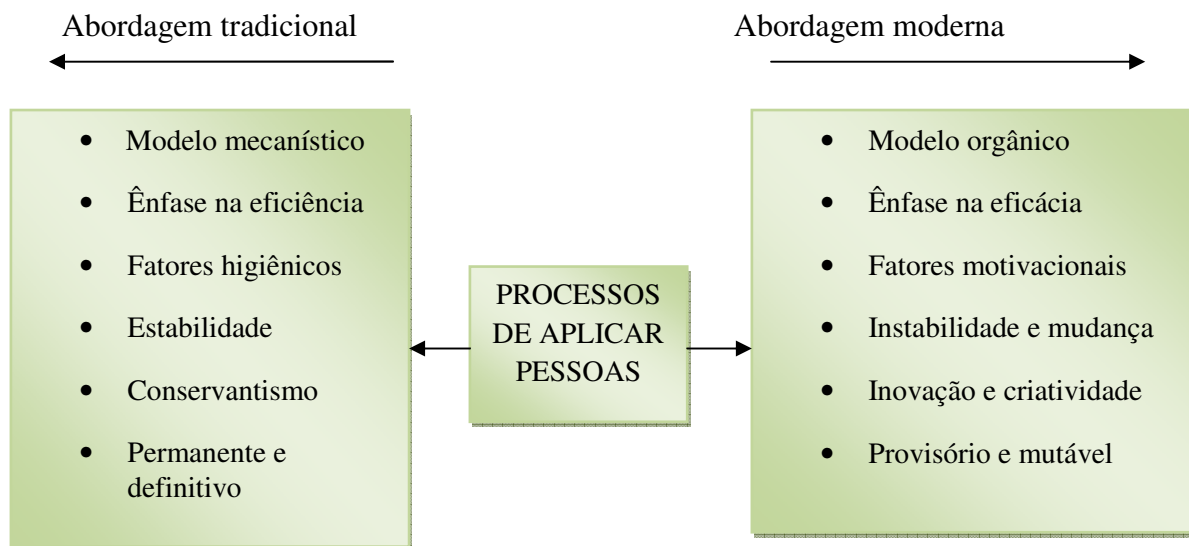 Abordagem tradicional
Abordagem moderna
• Modelo mecanístico
• Ênfase na eficiência
• Fatores higiênicos
• Estabilidade
• Conservantismo
• Permanente e
definitivo
PROCESSOS
DE APLICAR
PESSOAS
• Modelo orgânico
• Ênfase na eficácia
• Fatores motivacionais
• Instabilidade e mudança
• Inovação e criatividade
• Provisório e mutável